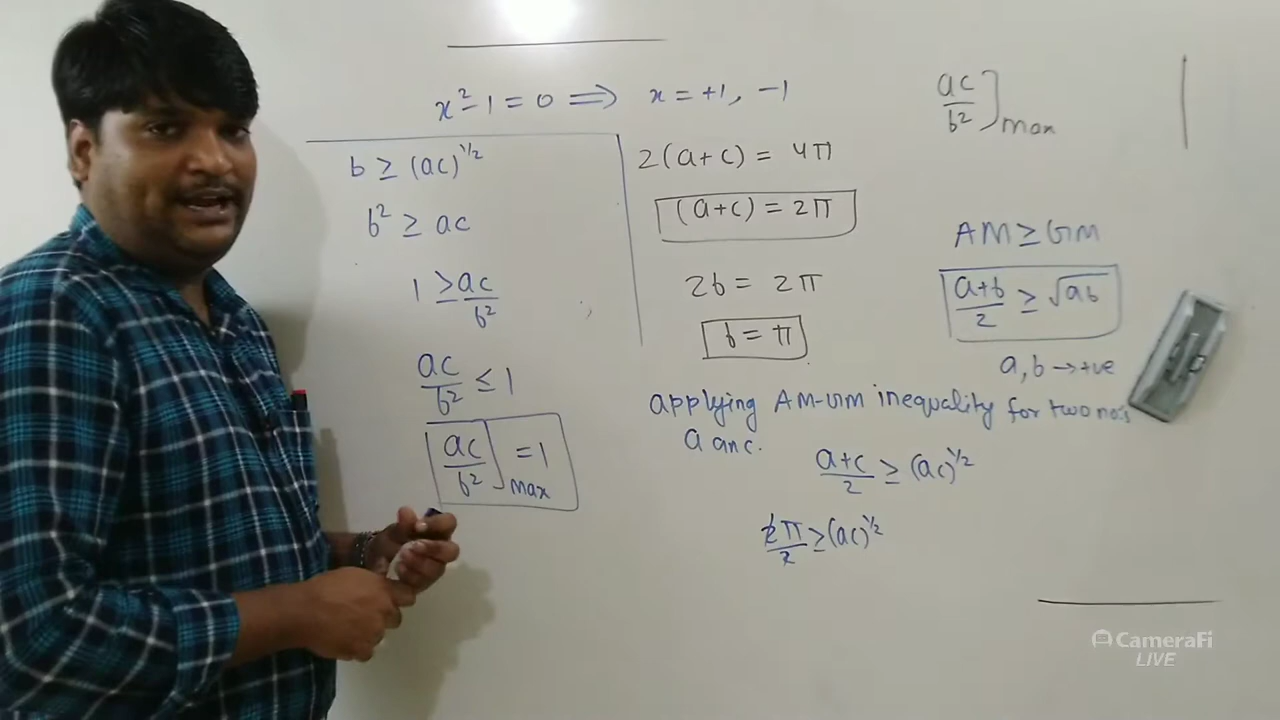 x²-1=0 ⟹ x=+1, -1
ac/b²]max
b ≥ (ac)^1/2
b² ≥ ac
1 ≥ ac/b²
ac/b² ≤ 1
ac/b²]max = 1
2(a+c) = 4π
(a+c) = 2π
2b = 2π
b = π
AM ≥ GM
a+b/2 ≥ √ab
a, b → +ve
applying AM-GM inequality for two no's
a anc.
a+c/2 ≥ (ac)^1/2
2π/2 ≥ (ac)^1/2
CameraFi
LIVE